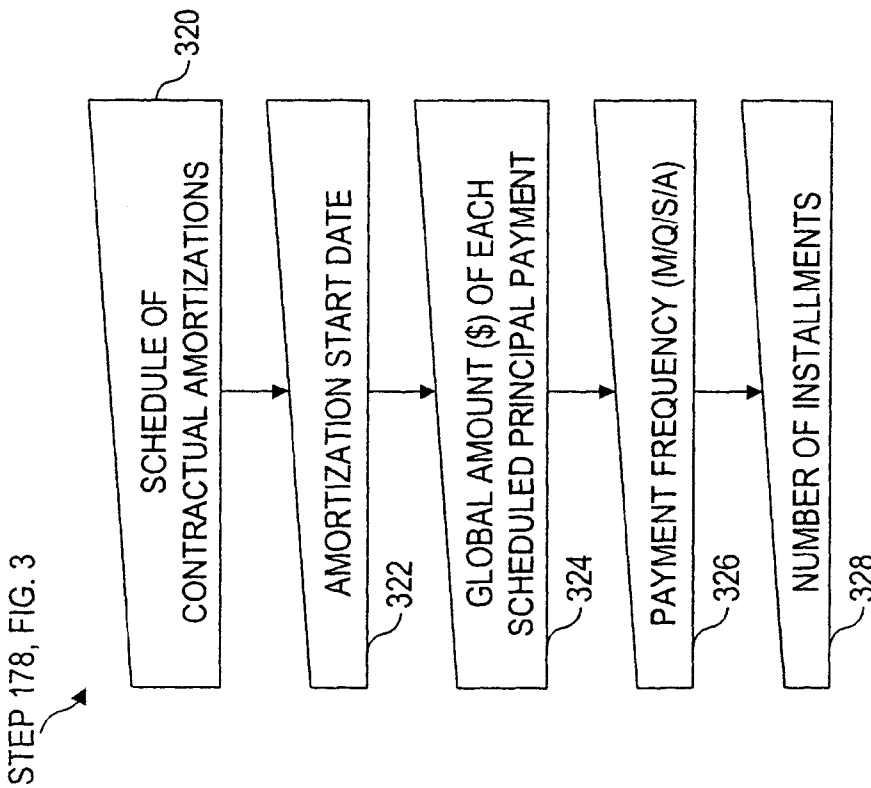 STEP 178, FIG. 3
SCHEDULE OF
CONTRACTUAL AMORTIZATIONS
320
AMORTIZATION START DATE
322
GLOBAL AMOUNT ($) OF EACH
SCHEDULED PRINCIPAL PAYMENT
324
PAYMENT FREQUENCY (M/Q/S/A)
326
NUMBER OF INSTALLMENTS
328